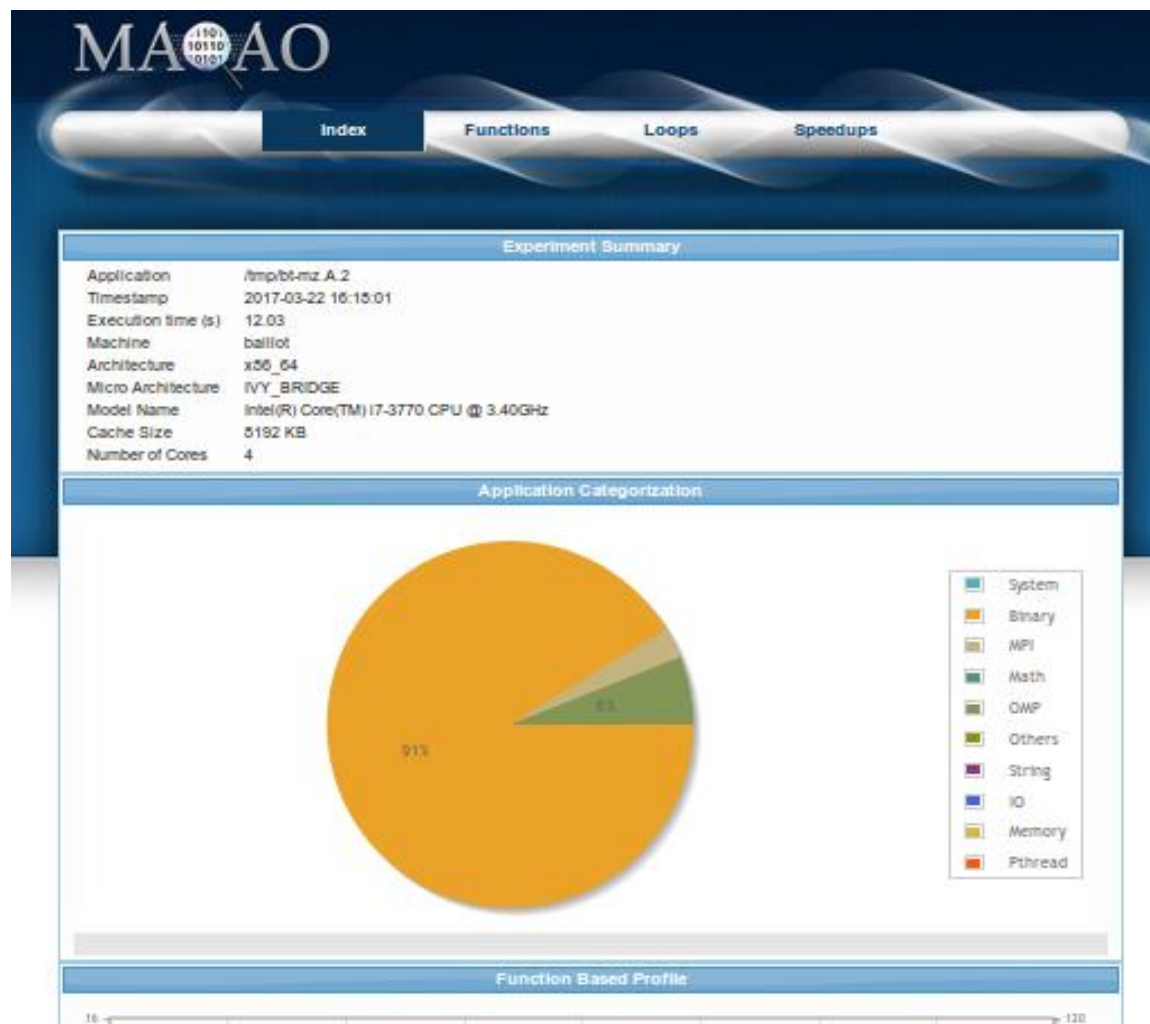 MAQAO
1101
10110
10101
Index Functions Loops Speedups
Experiment Summary
Application /tmp/bt-mz.A.2
Timestamp 2017-03-22 16:18:01
Execution time (s) 12.03
Machine
Architecture x86_64
Micro Architecture IVY_BRIDGE
Model Name Intel(R) Core(TM) i7-3770 CPU @ 3.40GHz
Cache Size 8192 KB
Number of Cores 4
Application Categorization
System
Binary
MPI
Math
OMP
Others
String
IO
Memory
Pthread
91%
Function Based Profile
120